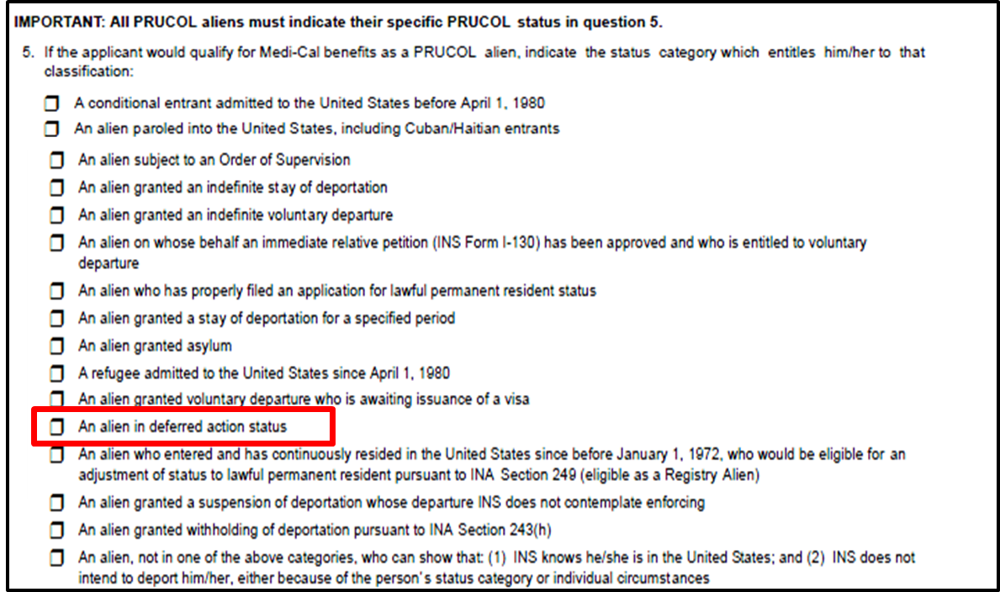 IMPORTANT: All PRUCOL aliens must indicate their specific PRUCOL status in question 5.
5. If the applicant would qualify for Medi-Cal benefits as a PRUCOL alien, indicate the status category which entitles him/her to that
classification:
A conditional entrant admitted to the United States before April 1, 1980
An alien paroled into the United States, including Cuban/Haitian entrants
An alien subject to an Order of Supervision
An alien granted an indefinite stay of deportation
An alien granted an indefinite voluntary departure
An alien on whose behalf an immediate relative petition (INS Form I-130) has been approved and who is entitled to voluntary
departure
An alien who has properly filed an application for lawful permanent resident status
An alien granted a stay of deportation for a specified period
An alien granted asylum
A refugee admitted to the United States since April 1, 1980
An alien granted voluntary departure who is awaiting issuance of a visa
An alien in deferred action status
An alien who entered and has continuously resided in the United States since before January 1, 1972, who would be eligible for an
adjustment of status to lawful permanent resident pursuant to INA Section 249 (eligible as a Registry Alien)
An alien granted a suspension of deportation whose departure INS does not contemplate enforcing
An alien granted withholding of deportation pursuant to INA Section 243(h)
An alien, not in one of the above categories, who can show that: (1) INS knows he/she is in the United States; and (2) INS does not
intend to deport him/her, either because of the person's status category or individual circumstances